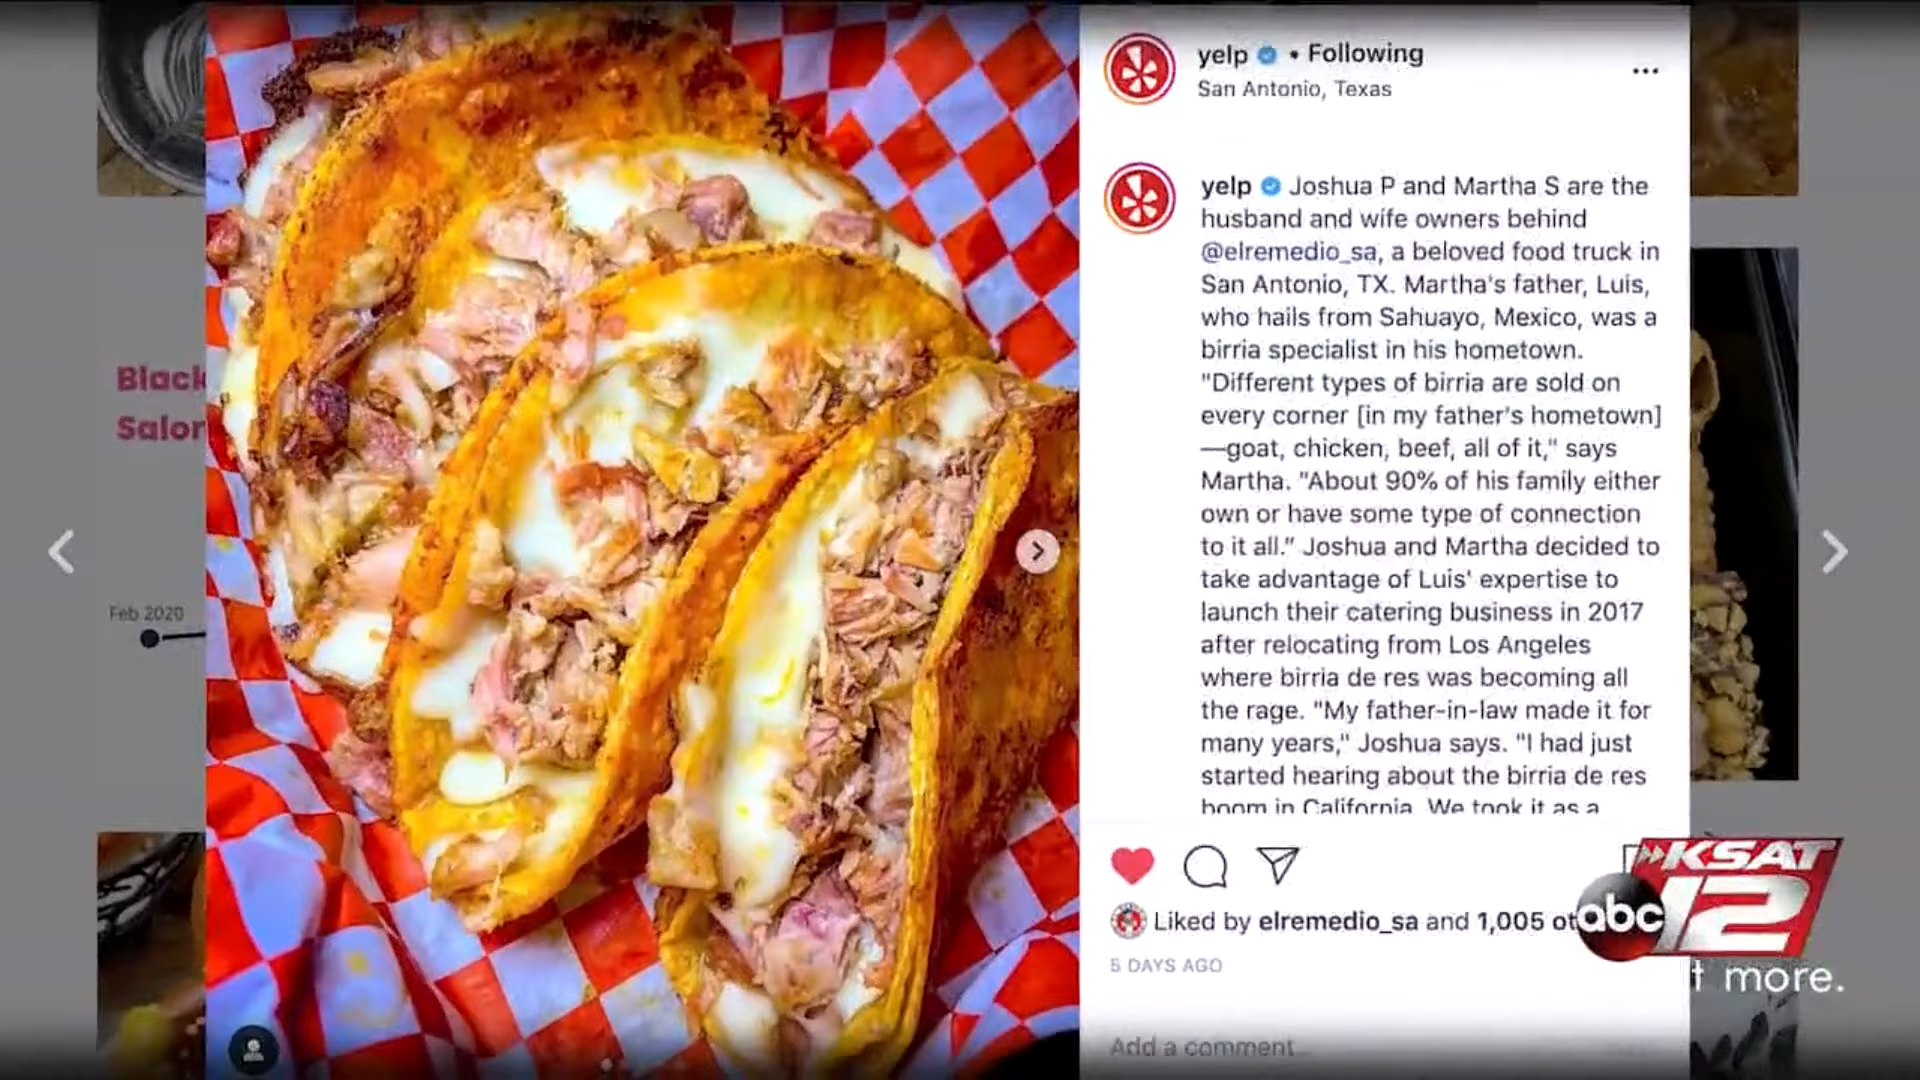 yelp • Following
San Antonio, Texas
yelp Joshua P and Martha S are the
husband and wife owners behind
@elremedio_sa, a beloved food truck in
San Antonio, TX. Martha's father, Luis,
who hails from Sahuayo, Mexico, was a
birria specialist in his hometown.
"Different types of birria are sold on
every corner [in my father's hometown]
—goat, chicken, beef, all of it," says
Martha. "About 90% of his family either
own or have some type of connection
to it all." Joshua and Martha decided to
take advantage of Luis' expertise to
launch their catering business in 2017
after relocating from Los Angeles
where birria de res was becoming all
the rage. "My father-in-law made it for
many years," Joshua says. "I had just
started hearing about the birria de res
boom in California. We took it as a
Liked by elremedio_sa and 1,005 ot
5 DAYS AGO
Add a comment...
Black
Salon
Feb 2020
KSAT
abc 12
t more.